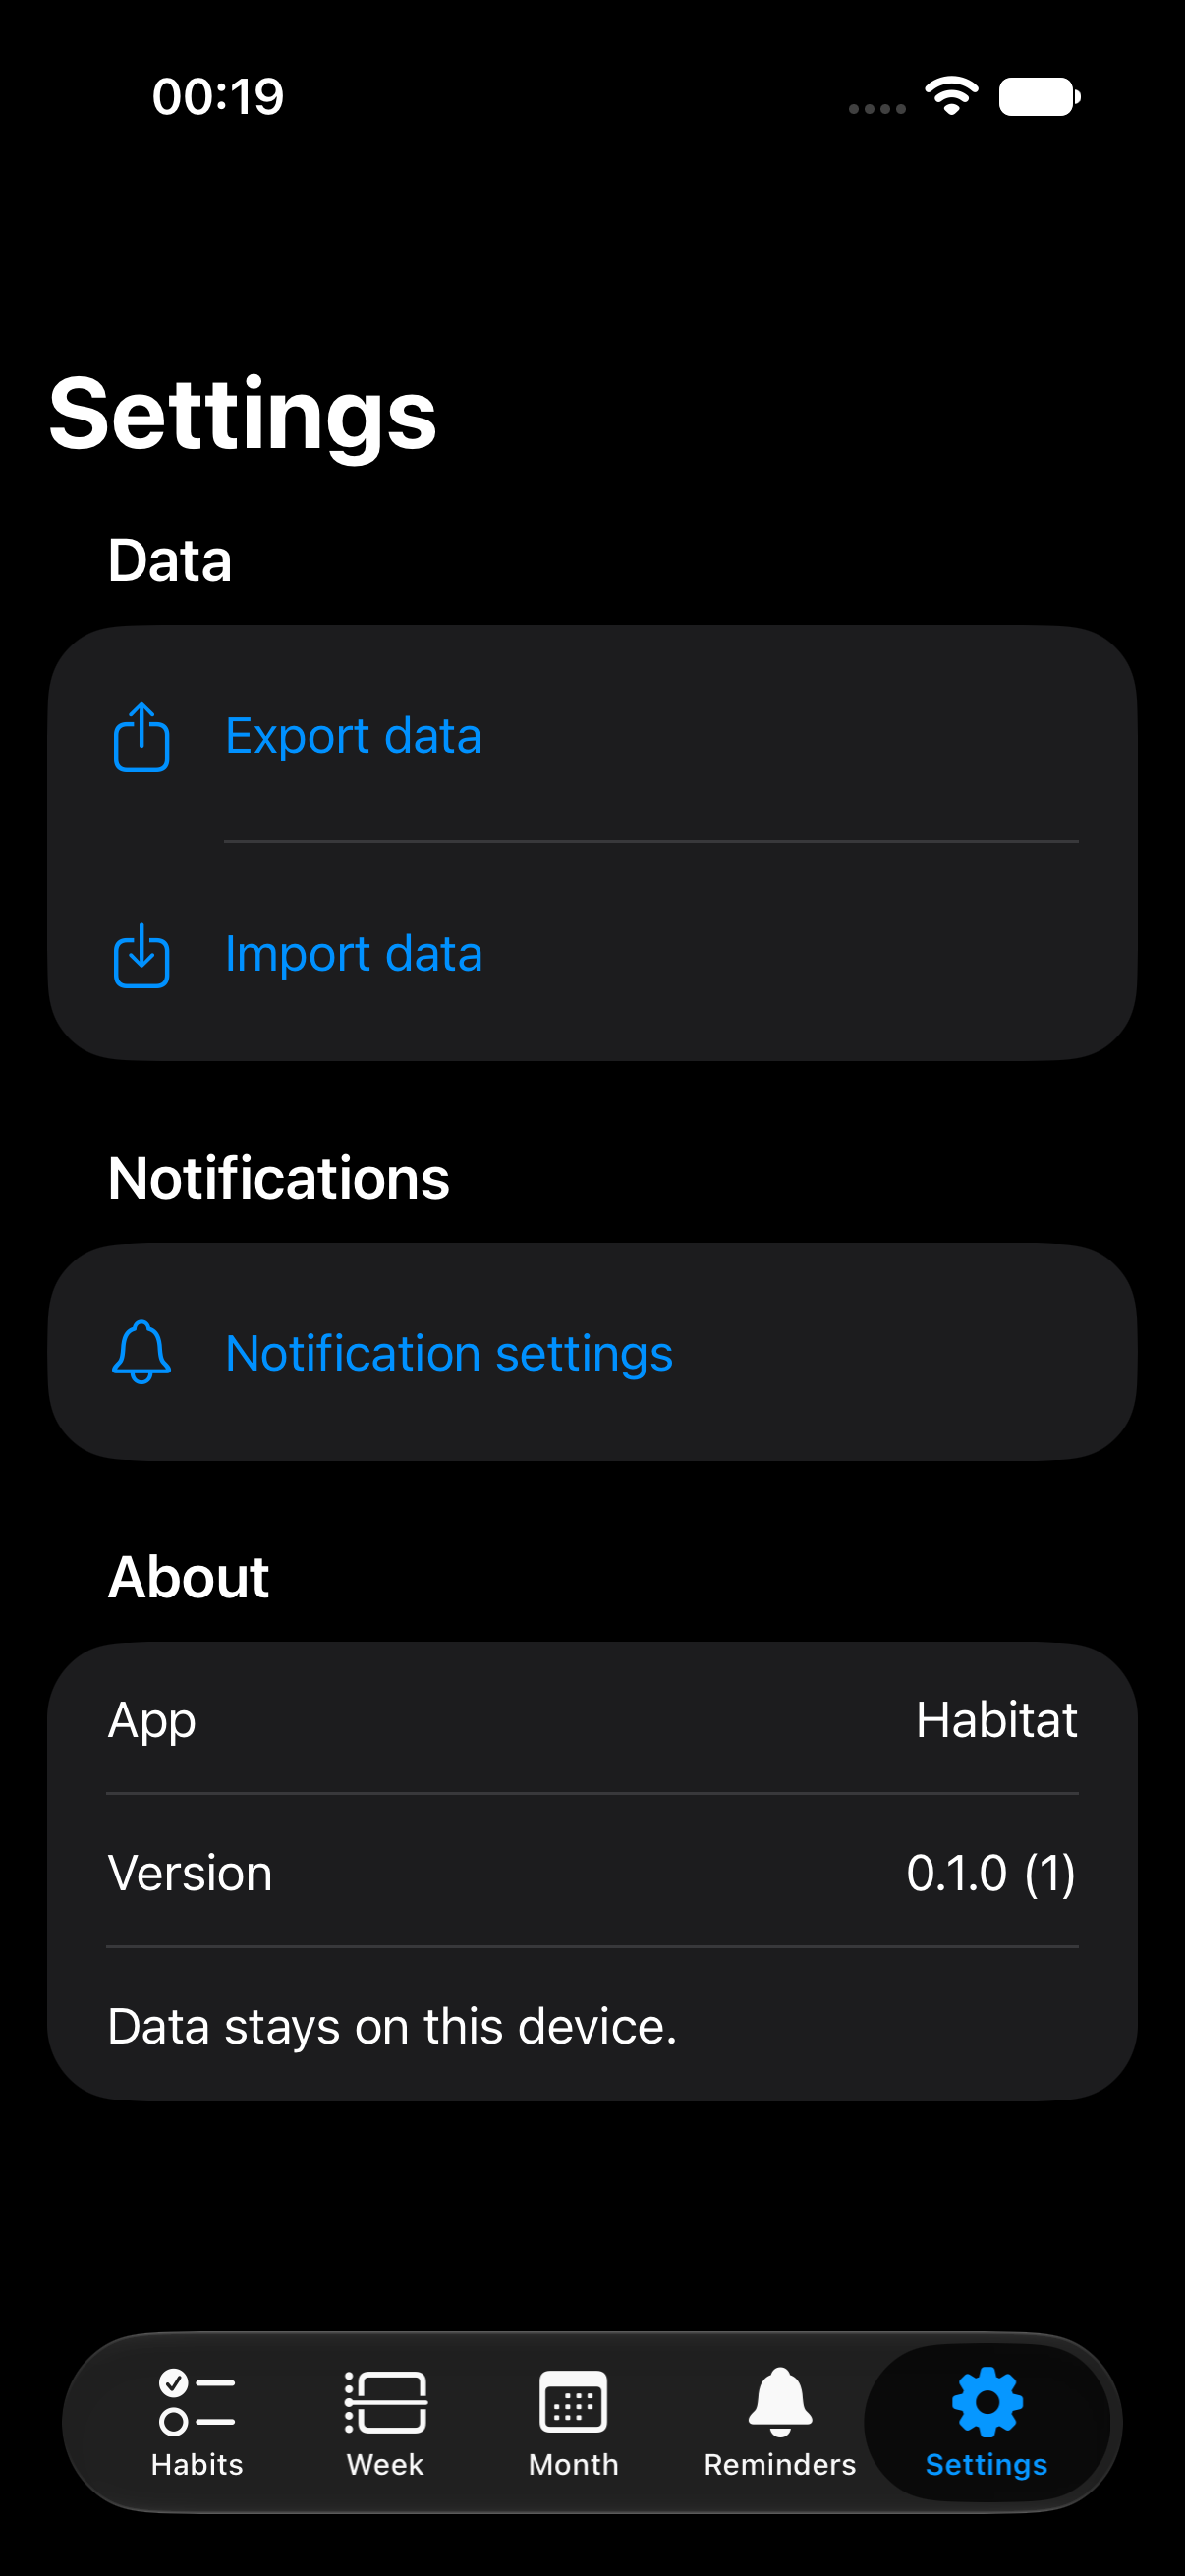 00:19
Settings
Data
Export data
Import data
Notifications
Notification settings
About
App Habitat
Version 0.1.0 (1)
Data stays on this device.
Habits Week Month Reminders Settings